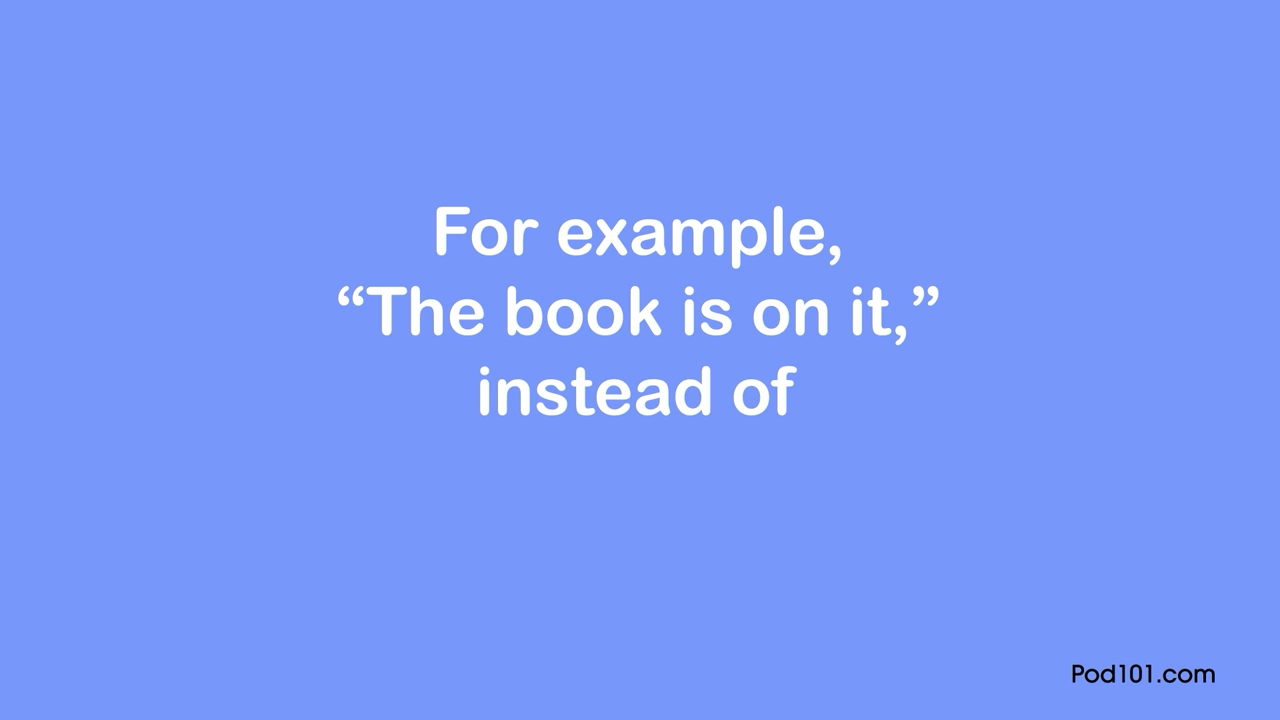 For example,
“The book is on it,”
instead of
Pod101.com